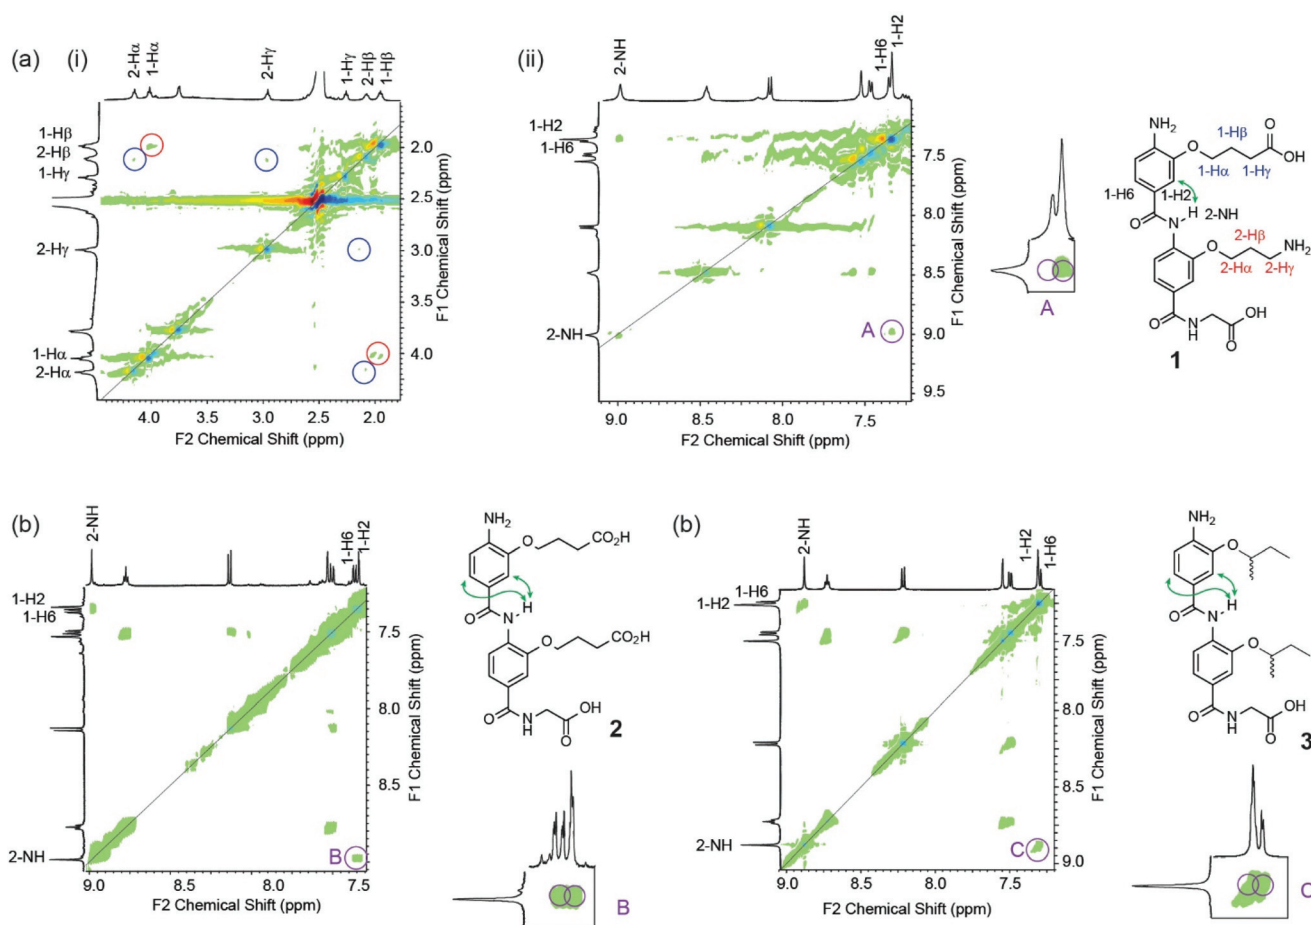 (a) (i)
2-Hα
1-Hα
2-Hγ
1-Hγ
2-Hβ
1-Hβ
1-Hβ
2-Hβ
1-Hγ
2-Hγ
1-Hα
2-Hα
2.0
2.5
3.0
3.5
4.0
F1 Chemical Shift (ppm)
4.0 3.0 2.5 2.0
F2 Chemical Shift (ppm)
(ii)
2-NH
1-H6
1-H2
1-H2
1-H6
2-NH
A
7.5
8.0
8.5
9.0
9.5
F1 Chemical Shift (ppm)
9.0 8.5 8.0 7.5
F2 Chemical Shift (ppm)
A
NH2
1-Hβ
O
O
OH
1-Hα 1-Hγ
1-H6
1-H2
H 2-NH
O
N
2-Hβ
O
NH2
2-Hα 2-Hγ
O
N
H
O
OH
1
(b)
2-NH
1-H6
1-H2
1-H2
1-H6
2-NH
B
7.5
8.0
8.5
F1 Chemical Shift (ppm)
9.0 8.5 8.0 7.5
F2 Chemical Shift (ppm)
NH2
O
CO2H
H
O
N
O
CO2H
O
N
H
OH
O
2
B
(b)
2-NH
1-H2
1-H6
1-H6
1-H2
2-NH
C
7.5
8.0
8.5
9.0
F1 Chemical Shift (ppm)
9.0 8.5 8.0 7.5
F2 Chemical Shift (ppm)
NH2
O
H
O
N
O
O
N
H
OH
O
3
C